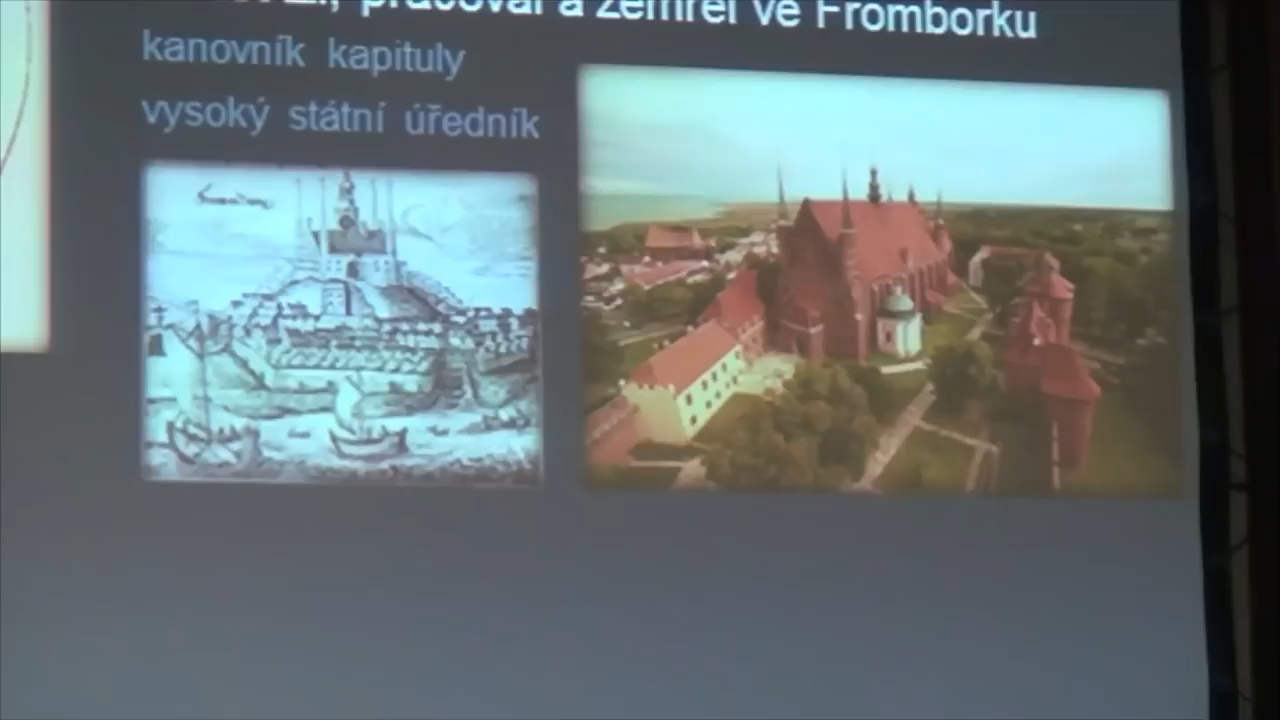 pracoval a zemřel ve Fromborku
kanovník kapituly
vysoký státní úředník